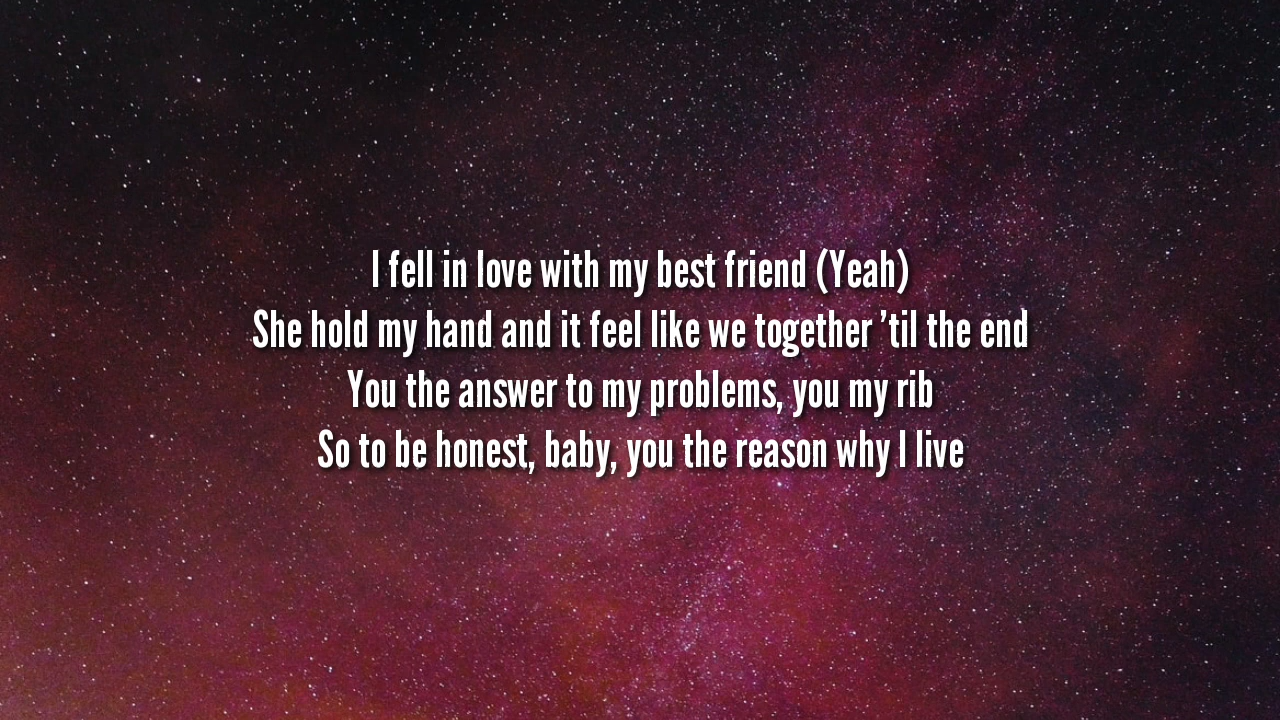 I fell in love with my best friend (Yeah)
She hold my hand and it feel like we together 'til the end
You the answer to my problems, you my rib
So to be honest, baby, you the reason why I live